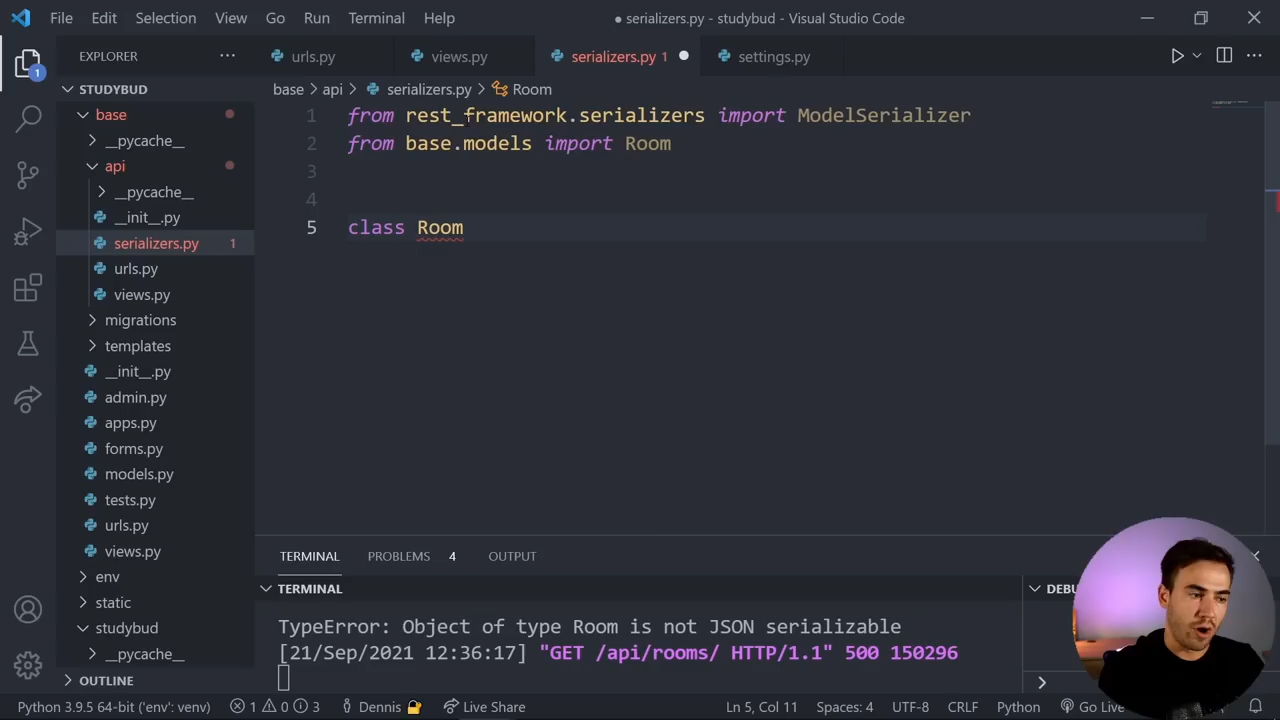 File Edit Selection View Go Run Terminal Help
● serializers.py - studybud - Visual Studio Code
EXPLORER ···
urls.py
views.py
serializers.py 1 ●
settings.py
1
STUDYBUD
base
__pycache__
api
__pycache__
__init__.py
serializers.py 1
urls.py
views.py
migrations
templates
__init__.py
admin.py
apps.py
forms.py
models.py
tests.py
urls.py
views.py
env
static
studybud
__pycache__
OUTLINE
base > api > serializers.py > Room
1 from rest_framework.serializers import ModelSerializer
2 from base.models import Room
3
4
5 class Room
TERMINAL PROBLEMS 4 OUTPUT
TERMINAL
DEBU
TypeError: Object of type Room is not JSON serializable
[21/Sep/2021 12:36:17] "GET /api/rooms/ HTTP/1.1" 500 150296
Python 3.9.5 64-bit ('env': venv) 1 0 3 Dennis Live Share Ln 5, Col 11 Spaces: 4 UTF-8 CRLF Python Go Live